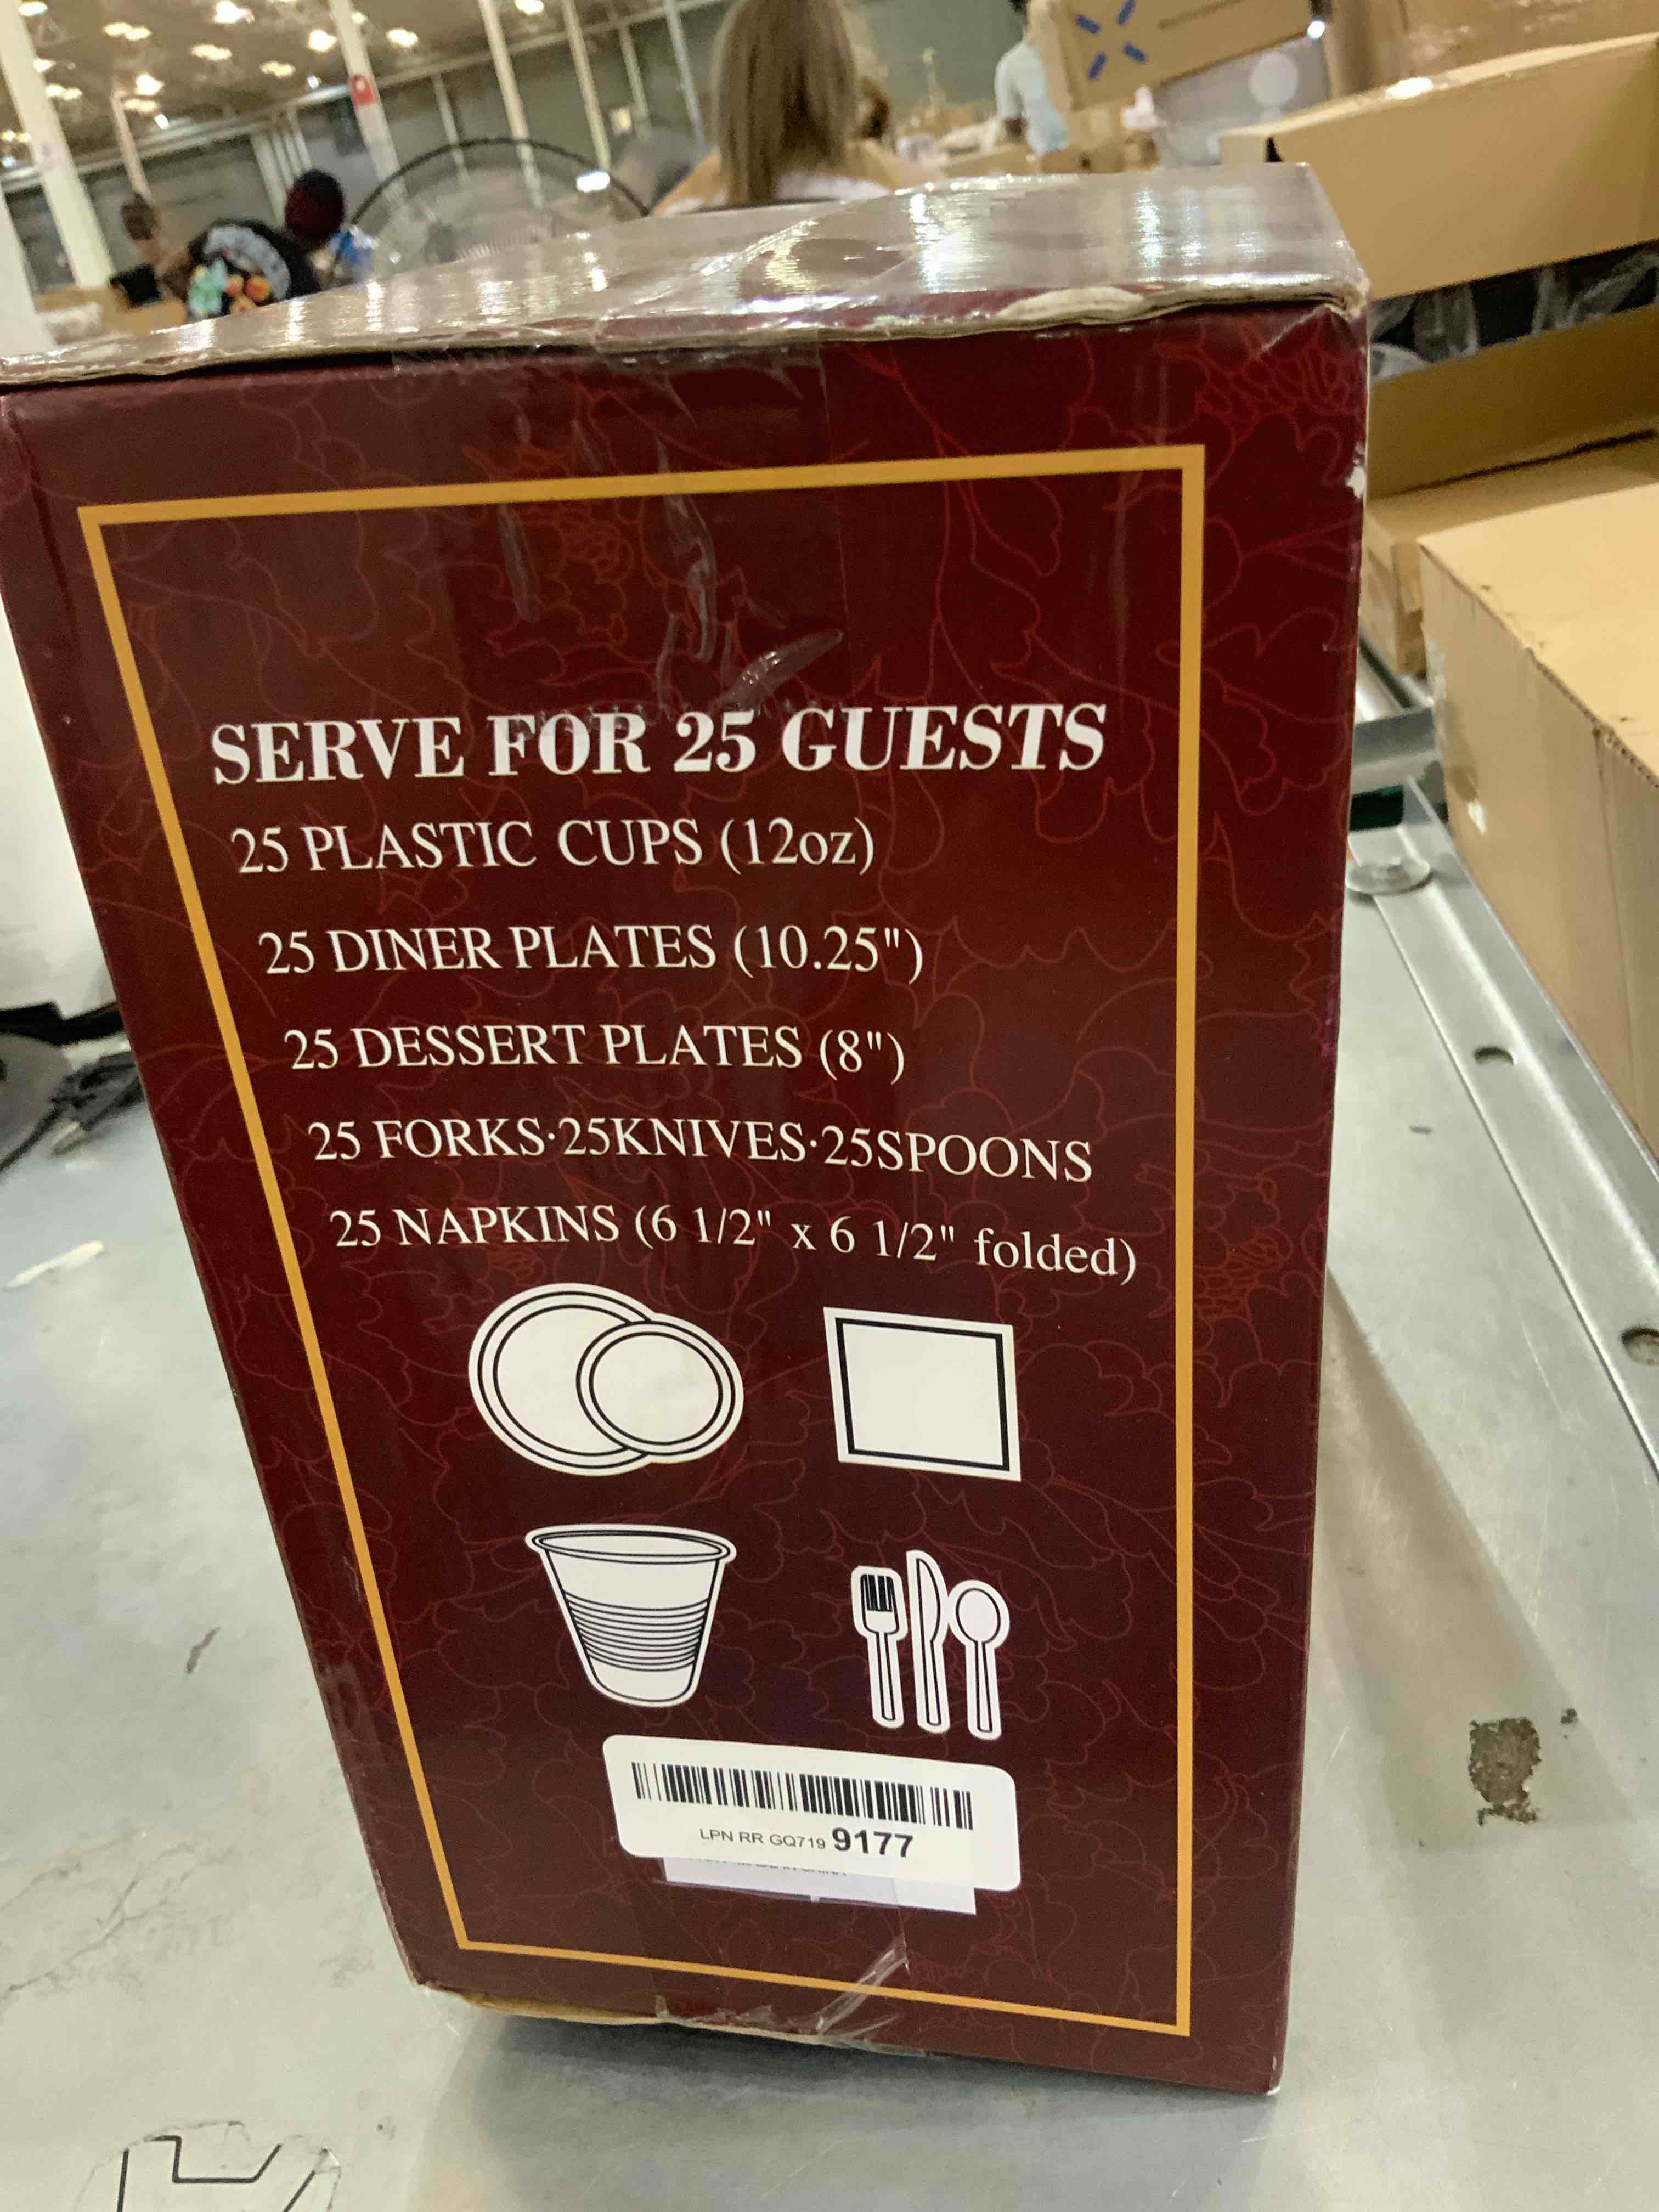 SERVE FOR 25 GUESTS
25 PLASTIC CUPS (12oz)
25 DINER PLATES (10.25")
25 DESSERT PLATES (8")
25 FORKS·25KNIVES·25SPOONS
25 NAPKINS (6 1/2" x 6 1/2" folded)
LPN RR GQ719 9177